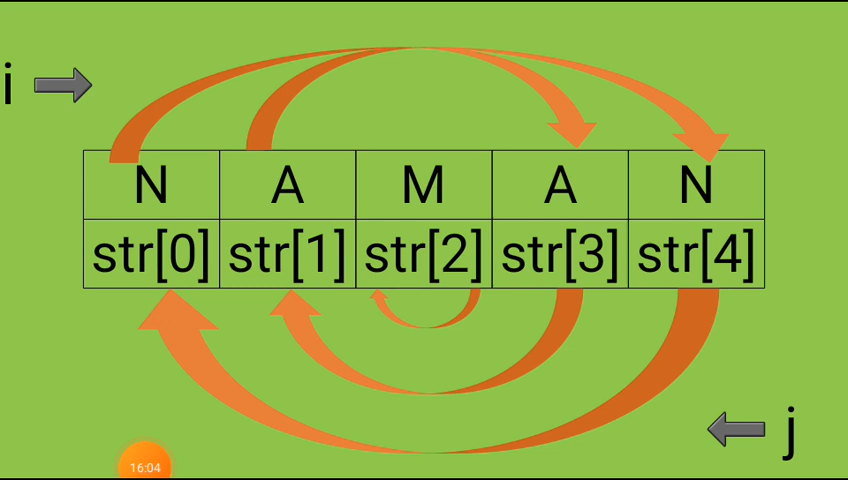 i
N A M A N
str[0] str[1] str[2] str[3] str[4]
j
16:04